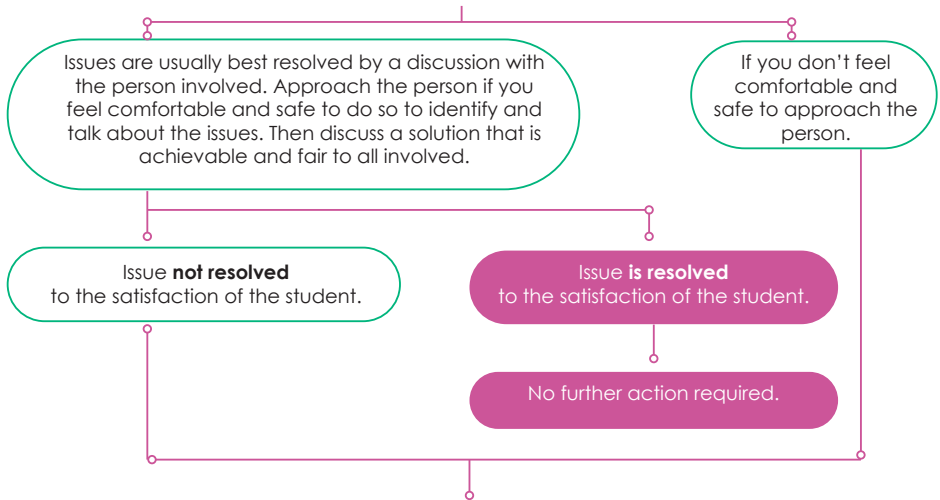 Issues are usually best resolved by a discussion with
the person involved. Approach the person if you
feel comfortable and safe to do so to identify and
talk about the issues. Then discuss a solution that is
achievable and fair to all involved.
If you don’t feel
comfortable and
safe to approach the
person.
Issue not resolved
to the satisfaction of the student.
Issue is resolved
to the satisfaction of the student.
No further action required.